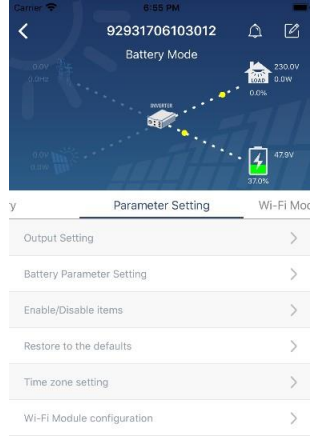 Carrier 6:55 PM
92931706103012
Battery Mode
0.0V
0.0Hz
230.0V
0.0W
LOAD
0.0%
INVERTER
0.0V
0.0W
47.9V
37.0%
y Parameter Setting Wi-Fi Mod
Output Setting
Battery Parameter Setting
Enable/Disable items
Restore to the defaults
Time zone setting
Wi-Fi Module configuration